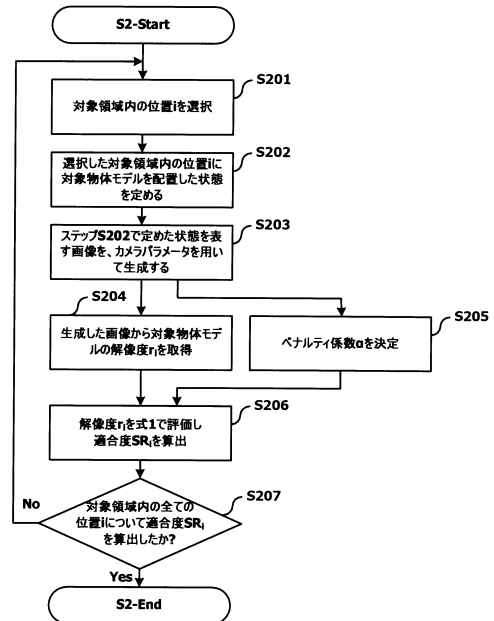 S2-Start
S201
対象領域内の位置iを選択
S202
選択した対象領域内の位置iに
対象物体モデルを配置した状態
を定める
S203
ステップS202で定めた状態を表
す画像を、カメラパラメータを用
いて生成する
S204
生成した画像から対象物体モデ
ルの解像度riを取得
S205
ペナルティ係数αを決定
S206
解像度riを式1で評価し
適合度SRiを算出
S207
対象領域内の全ての
位置iについて適合度SRi
を算出したか?
No
Yes
S2-End